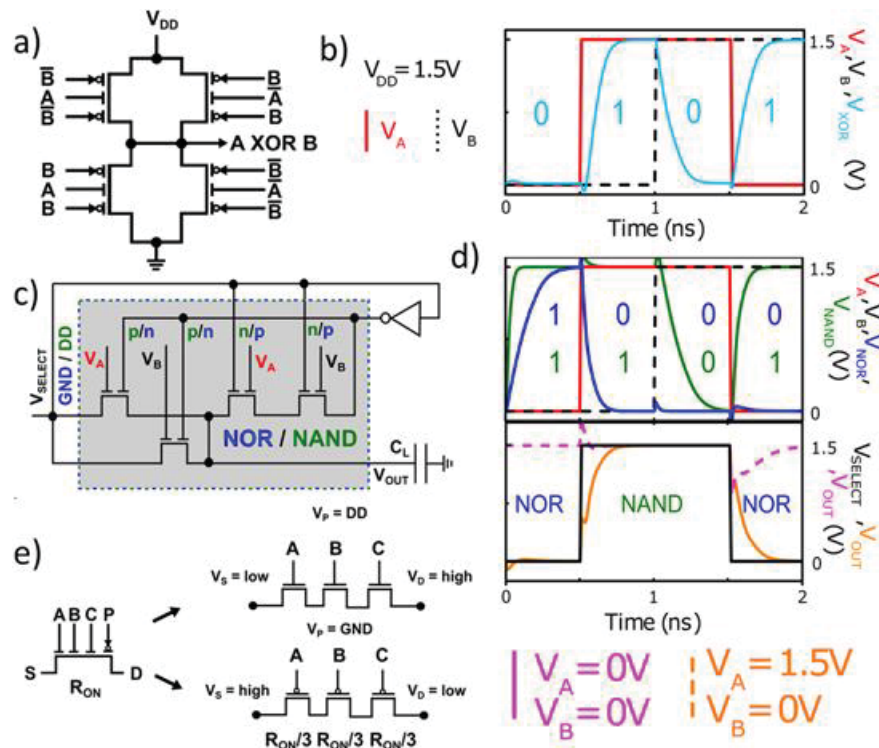 a)
V_DD
B̅
A
B̅
B
A̅
B
A XOR B
B
A
B
B̅
A̅
B̅
b)
V_DD=1.5V
V_A
V_B
0 1 0 1
1.5
0
V_A,V_B,V_XOR (V)
0 1 2
Time (ns)
c)
V_SELECT
GND / DD
p/n p/n n/p n/p
V_A V_B V_A V_B
NOR / NAND
C_L
V_OUT
d)
1 0 0 0
1 1 0 1
1.5
0
V_A,V_B,V_NOR,
V_NAND (V)
NOR NAND NOR
1.5
0
V_SELECT,V_OUT,V_OUT (V)
0 1 2
Time (ns)
V_A=0V
V_B=0V
V_A=1.5V
V_B=0V
e)
A B C P
S D
R_ON
V_P = DD
A B C
V_S = low V_D = high
V_P = GND
A B C
V_S = high V_D = low
R_ON/3 R_ON/3 R_ON/3